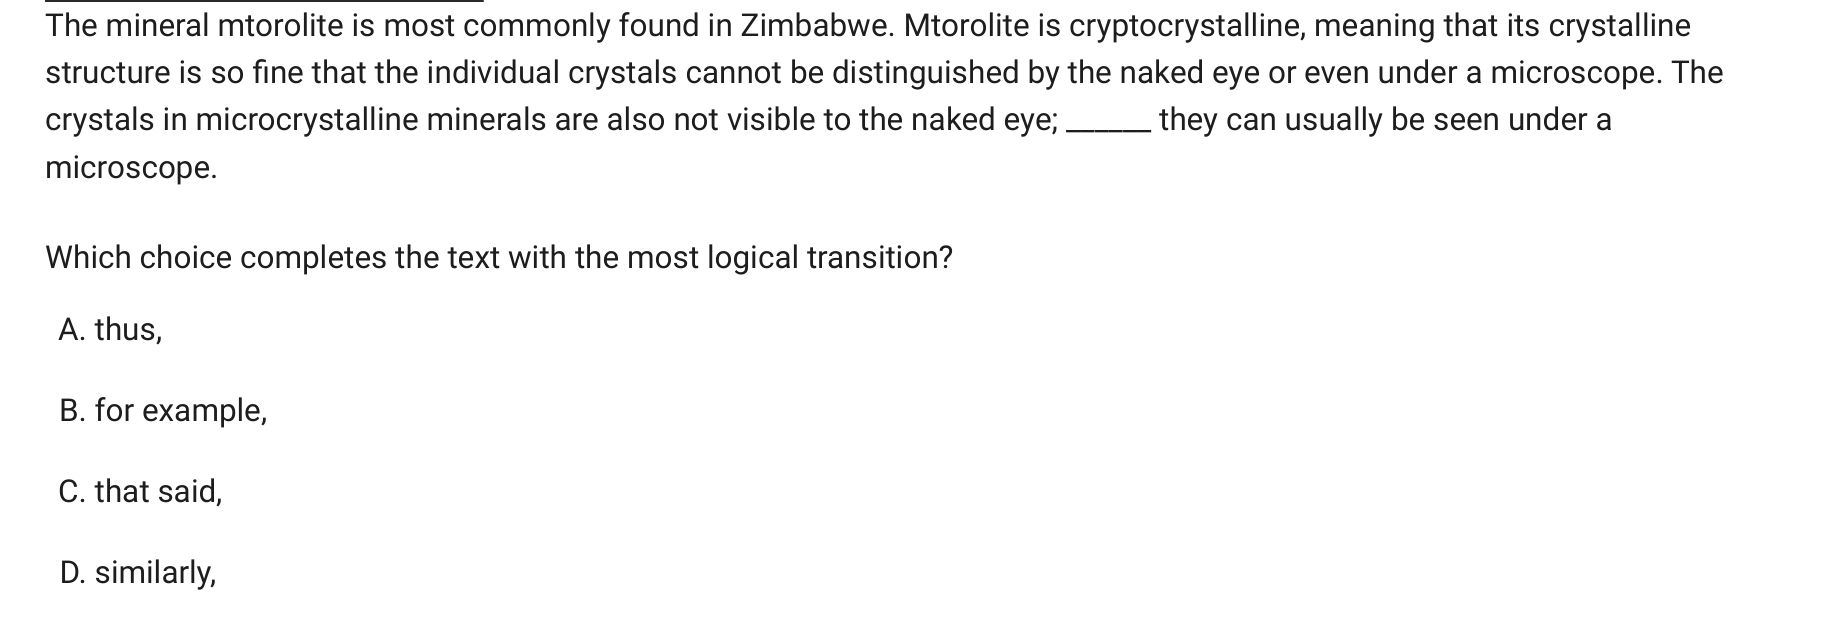 The mineral mtorolite is most commonly found in Zimbabwe. Mtorolite is cryptocrystalline, meaning that its crystalline
structure is so fine that the individual crystals cannot be distinguished by the naked eye or even under a microscope. The
crystals in microcrystalline minerals are also not visible to the naked eye; ______ they can usually be seen under a
microscope.
Which choice completes the text with the most logical transition?
A. thus,
B. for example,
C. that said,
D. similarly,